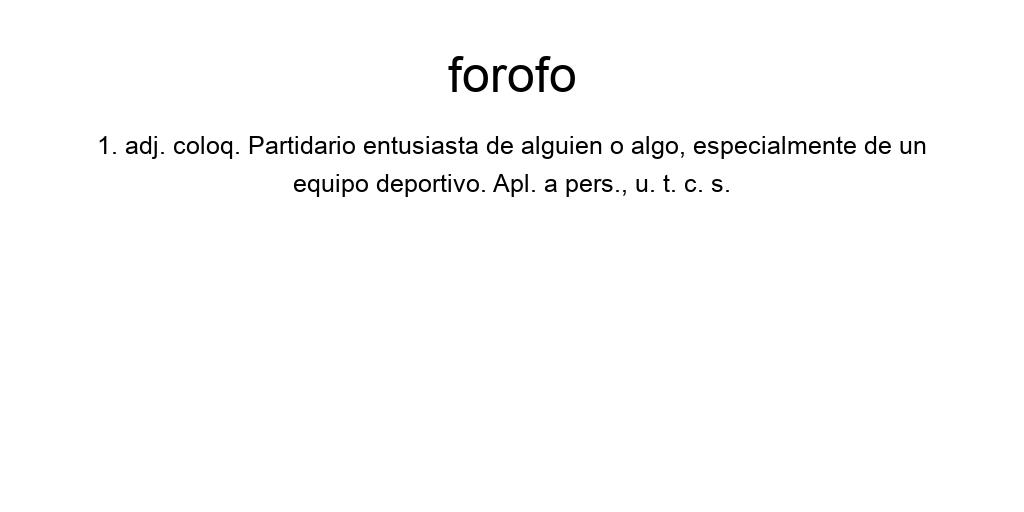 forofo
1. adj. coloq. Partidario entusiasta de alguien o algo, especialmente de un
equipo deportivo. Apl. a pers., u. t. c. s.